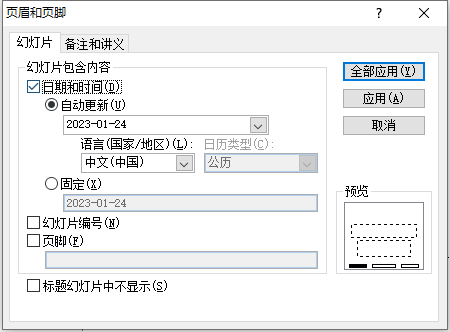 页眉和页脚
幻灯片 备注和讲义
幻灯片包含内容
日期和时间(D)
自动更新(U)
2023-01-24
语言(国家/地区)(L): 日历类型(C):
中文(中国) 公历
固定(X)
2023-01-24
幻灯片编号(N)
页脚(F)
标题幻灯片中不显示(S)
全部应用(Y)
应用(A)
取消
预览